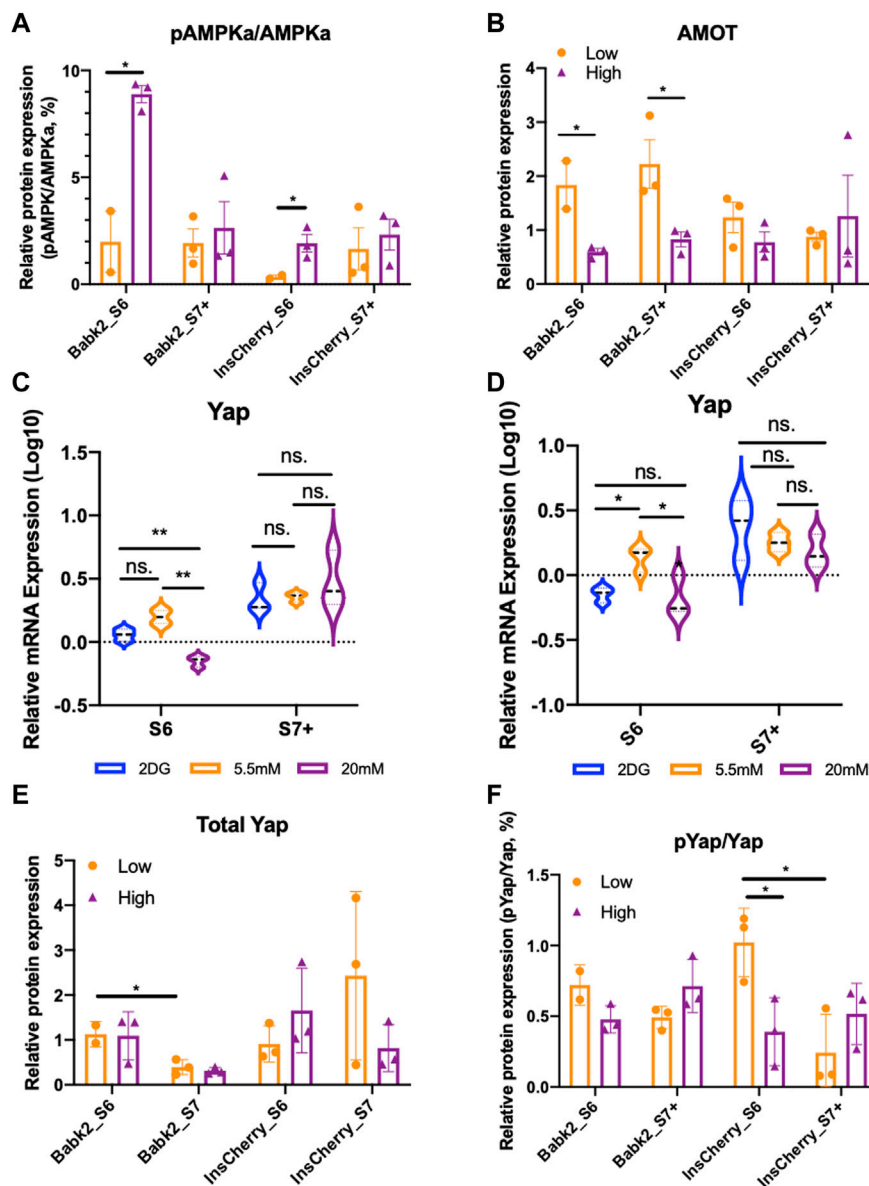 A
pAMPKa/AMPKa
Relative protein expression
(pAMPK/AMPKa, %)
10
5
0
*
*
Babk2_S6
Babk2_S7+
InsCherry_S6
InsCherry_S7+
B
AMOT
Low
High
Relative protein expression
4
3
2
1
0
*
*
Babk2_S6
Babk2_S7+
InsCherry_S6
InsCherry_S7+
C
Yap
Relative mRNA Expression (Log10)
1.5
1.0
0.5
0.0
-0.5
**
ns.
**
ns.
ns.
ns.
S6
S7+
2DG
5.5mM
20mM
D
Yap
Relative mRNA Expression (Log10)
1.0
0.5
0.0
-0.5
-1.0
ns.
*
*
*
ns.
ns.
ns.
S6
S7+
2DG
5.5mM
20mM
E
Total Yap
Low
High
Relative protein expression
5
4
3
2
1
0
*
Babk2_S6
Babk2_S7
InsCherry_S6
InsCherry_S7
F
pYap/Yap
Low
High
Relative protein expression (pYap/Yap, %)
1.5
1.0
0.5
0.0
*
*
Babk2_S6
Babk2_S7+
InsCherry_S6
InsCherry_S7+